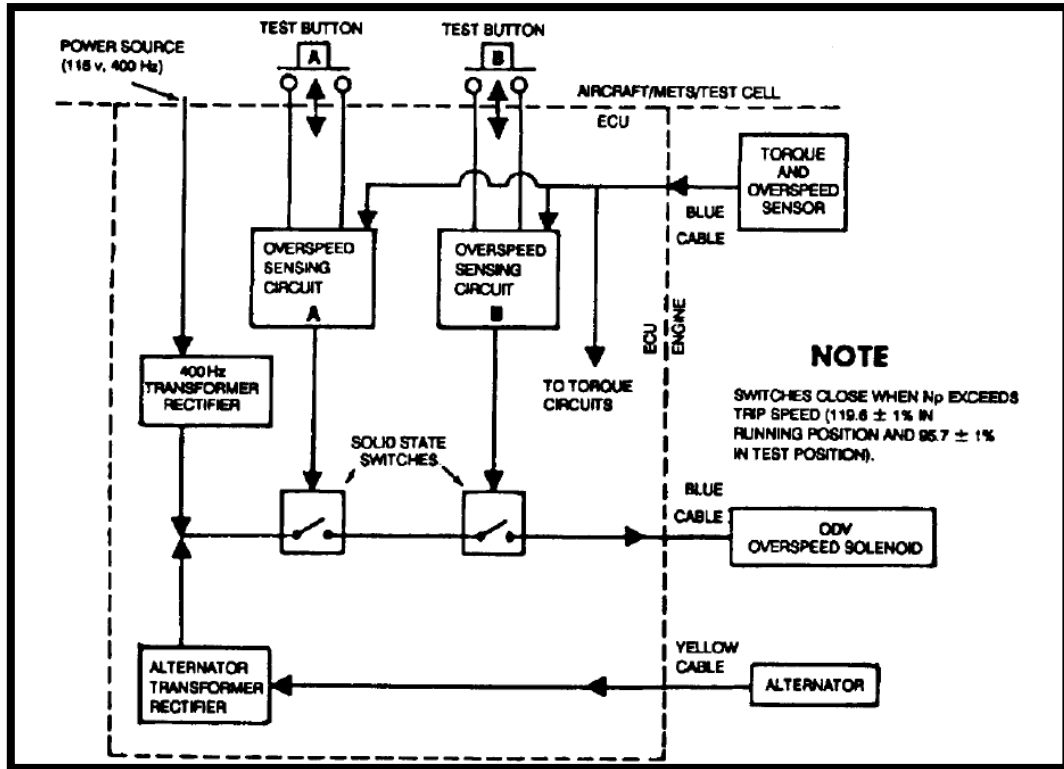 TEST BUTTON
TEST BUTTON
POWER SOURCE
(115 v, 400 Hz)
A
B
AIRCRAFT/METS/TEST CELL
ECU
TORQUE
AND
OVERSPEED
SENSOR
BLUE
CABLE
OVERSPEED
SENSING
CIRCUIT
A
OVERSPEED
SENSING
CIRCUIT
B
ECU
ENGINE
400 Hz
TRANSFORMER
RECTIFIER
TO TORQUE
CIRCUITS
NOTE
SWITCHES CLOSE WHEN Np EXCEEDS
TRIP SPEED (119.6 ± 1% IN
RUNNING POSITION AND 95.7 ± 1%
IN TEST POSITION).
SOLID STATE
SWITCHES
BLUE
CABLE
ODV
OVERSPEED SOLENOID
YELLOW
CABLE
ALTERNATOR
TRANSFORMER
RECTIFIER
ALTERNATOR